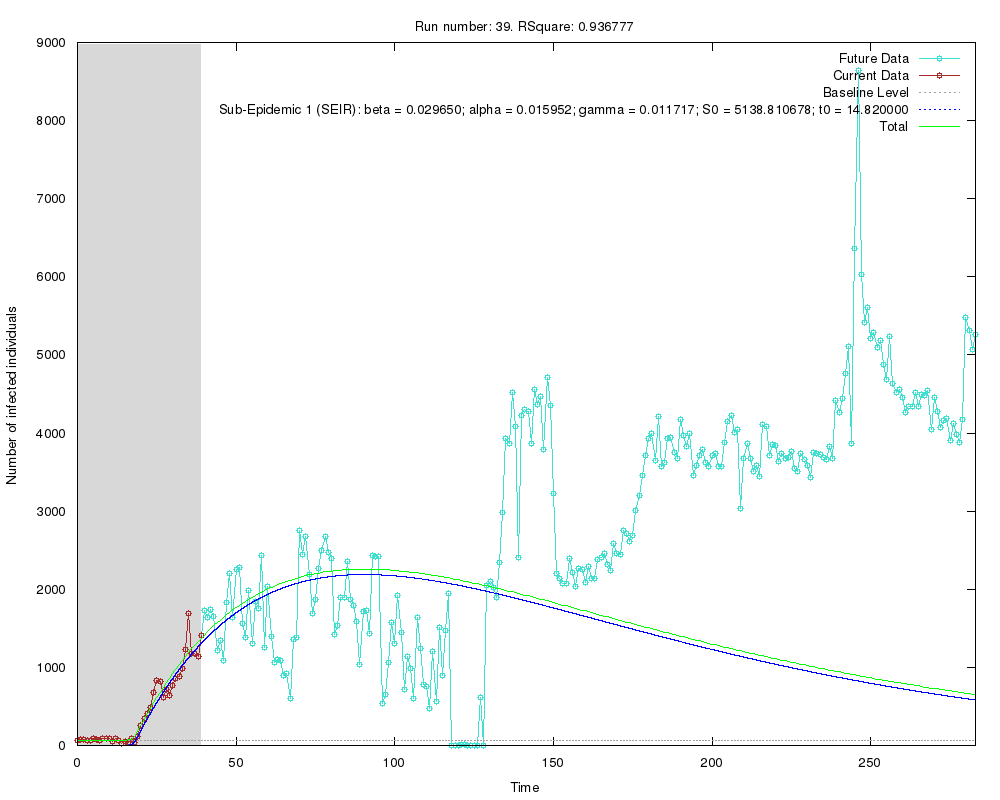 Run number: 39. RSquare: 0.936777
9000
8000
7000
6000
5000
4000
3000
2000
1000
0
Number of infected individuals
Future Data
Current Data
Baseline Level
Sub-Epidemic 1 (SEIR): beta = 0.029650; alpha = 0.015952; gamma = 0.011717; S0 = 5138.810678; t0 = 14.820000
Total
0 50 100 150 200 250
Time